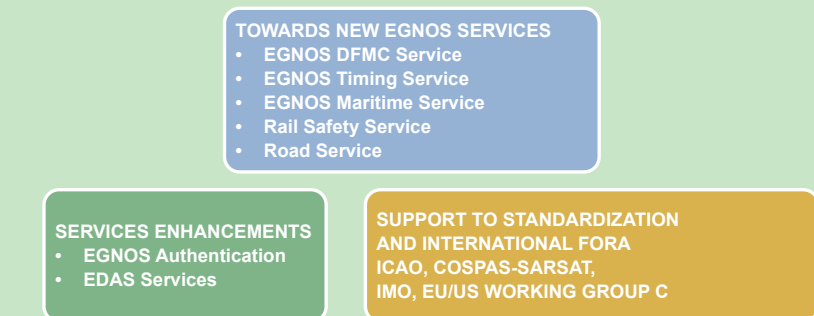 TOWARDS NEW EGNOS SERVICES
• EGNOS DFMC Service
• EGNOS Timing Service
• EGNOS Maritime Service
• Rail Safety Service
• Road Service
SERVICES ENHANCEMENTS
• EGNOS Authentication
• EDAS Services
SUPPORT TO STANDARDIZATION
AND INTERNATIONAL FORA
ICAO, COSPAS-SARSAT,
IMO, EU/US WORKING GROUP C